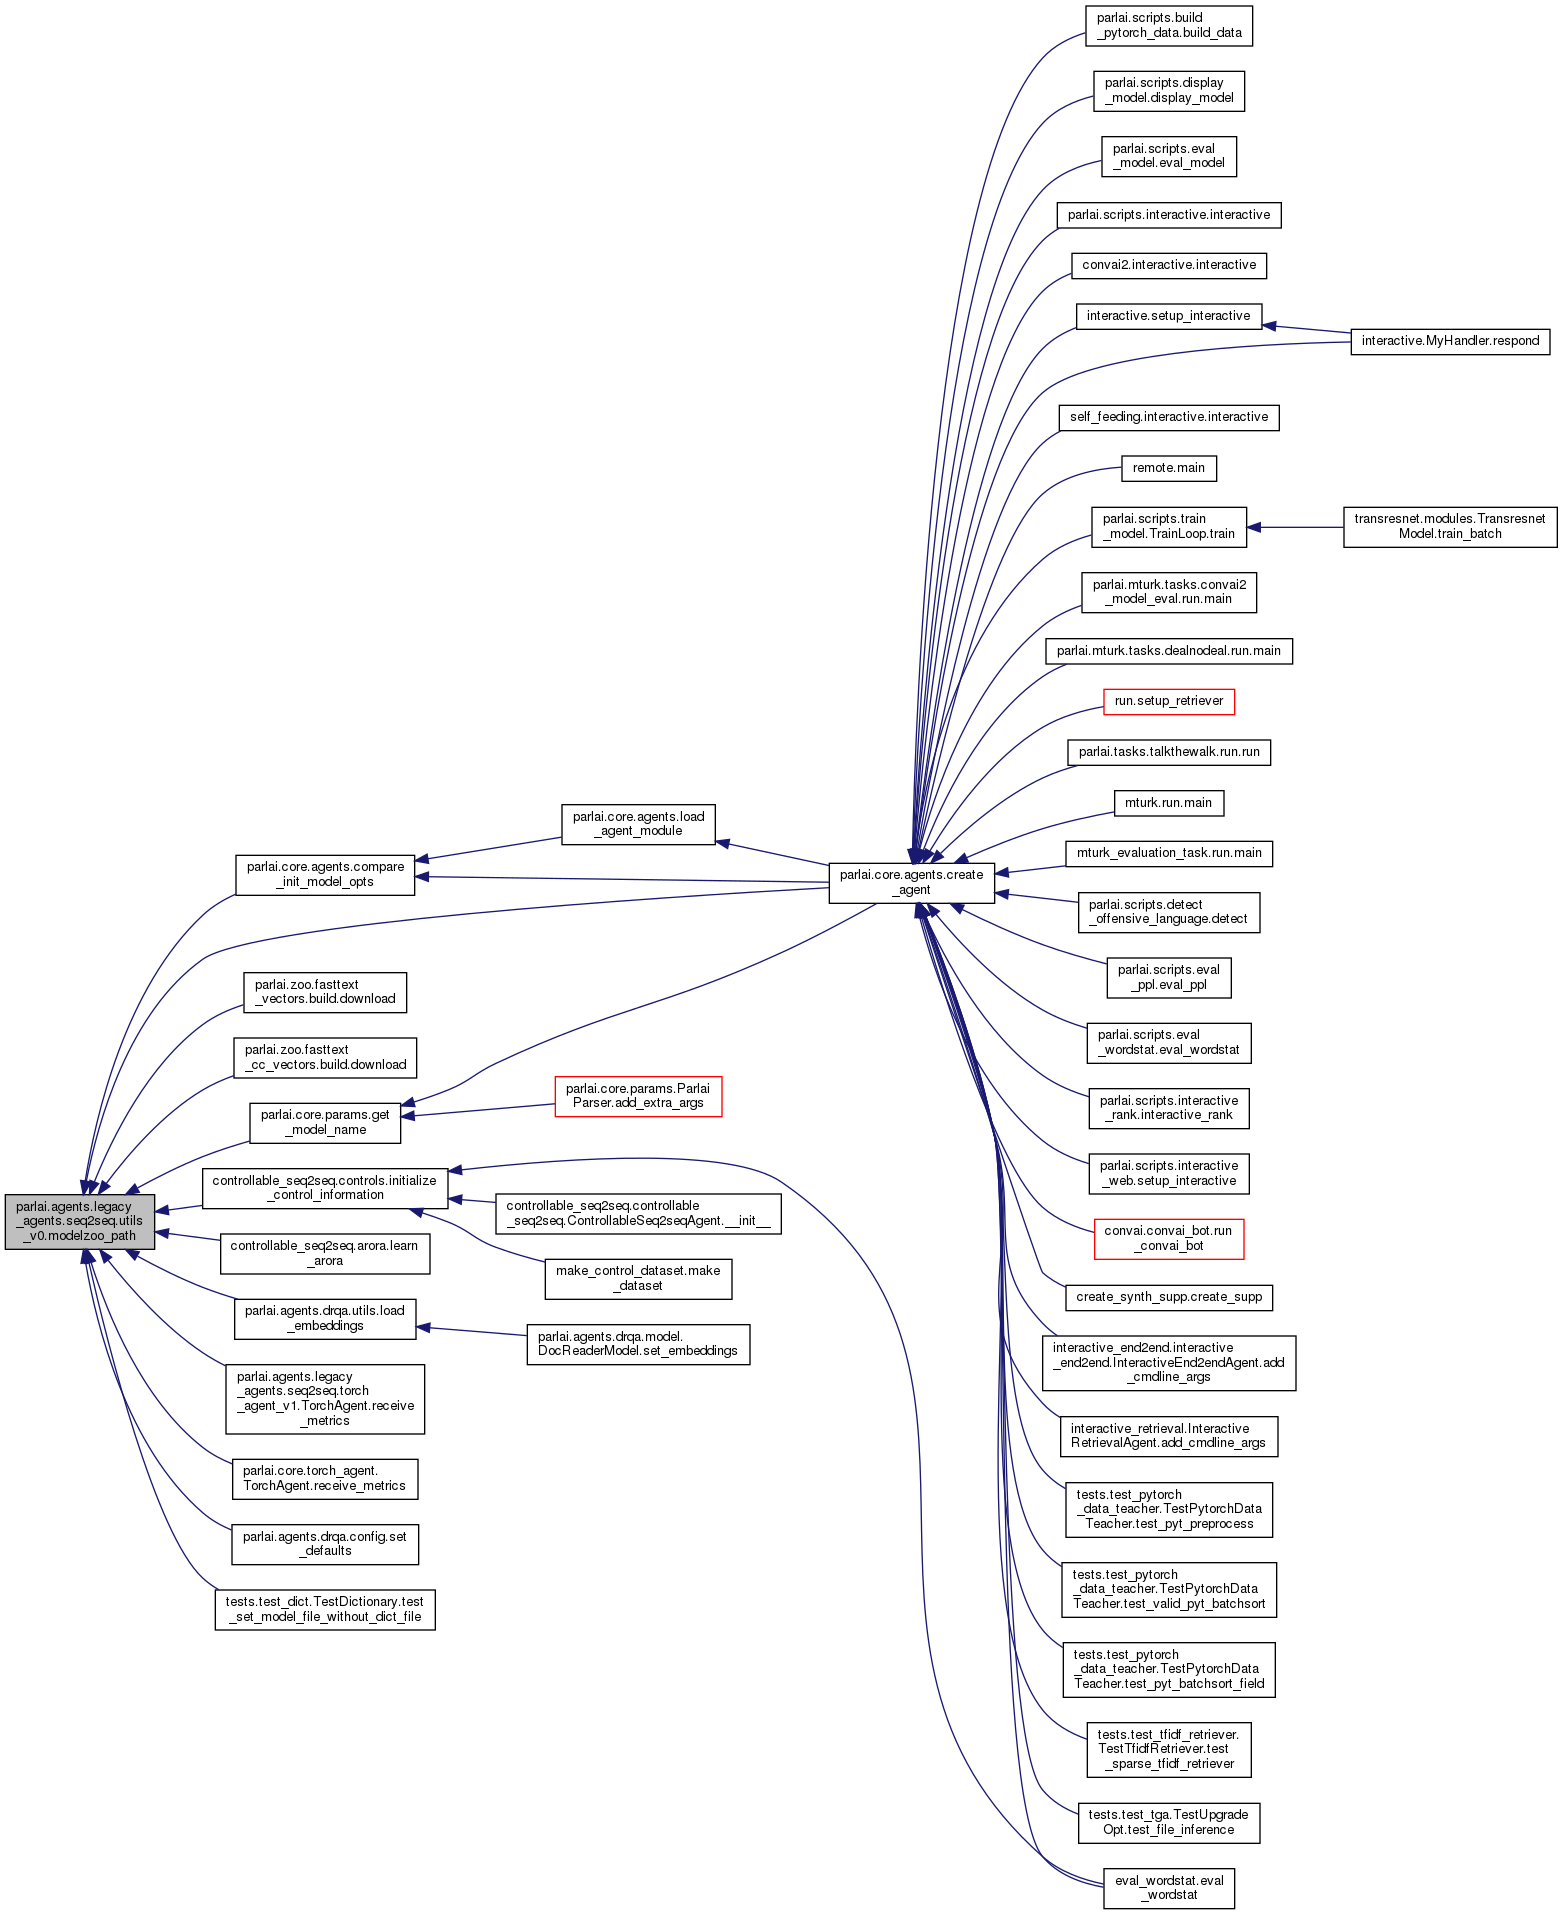 parlai.scripts.build
_pytorch_data.build_data
parlai.scripts.display
_model.display_model
parlai.scripts.eval
_model.eval_model
parlai.scripts.interactive.interactive
convai2.interactive.interactive
interactive.setup_interactive
interactive.MyHandler.respond
self_feeding.interactive.interactive
remote.main
parlai.scripts.train
_model.TrainLoop.train
transresnet.modules.Transresnet
Model.train_batch
parlai.mturk.tasks.convai2
_model_eval.run.main
parlai.mturk.tasks.dealnodeal.run.main
run.setup_retriever
parlai.tasks.talkthewalk.run.run
mturk.run.main
mturk_evaluation_task.run.main
parlai.core.agents.load
_agent_module
parlai.core.agents.compare
_init_model_opts
parlai.core.agents.create
_agent
parlai.scripts.detect
_offensive_language.detect
parlai.scripts.eval
_ppl.eval_ppl
parlai.zoo.fasttext
_vectors.build.download
parlai.scripts.eval
_wordstat.eval_wordstat
parlai.zoo.fasttext
_cc_vectors.build.download
parlai.core.params.get
_model_name
parlai.core.params.Parlai
Parser.add_extra_args
parlai.scripts.interactive
_rank.interactive_rank
parlai.scripts.interactive
_web.setup_interactive
controllable_seq2seq.controls.initialize
_control_information
controllable_seq2seq.controllable
_seq2seq.ControllableSeq2seqAgent.__init__
parlai.agents.legacy
_agents.seq2seq.utils
_v0.modelzoo_path
convai.convai_bot.run
_convai_bot
controllable_seq2seq.arora.learn
_arora
make_control_dataset.make
_dataset
create_synth_supp.create_supp
parlai.agents.drqa.utils.load
_embeddings
parlai.agents.drqa.model.
DocReaderModel.set_embeddings
interactive_end2end.interactive
_end2end.InteractiveEnd2endAgent.add
_cmdline_args
parlai.agents.legacy
_agents.seq2seq.torch
_agent_v1.TorchAgent.receive
_metrics
interactive_retrieval.Interactive
RetrievalAgent.add_cmdline_args
parlai.core.torch_agent.
TorchAgent.receive_metrics
tests.test_pytorch
_data_teacher.TestPytorchData
Teacher.test_pyt_preprocess
parlai.agents.drqa.config.set
_defaults
tests.test_pytorch
_data_teacher.TestPytorchData
Teacher.test_valid_pyt_batchsort
tests.test_dict.TestDictionary.test
_set_model_file_without_dict_file
tests.test_pytorch
_data_teacher.TestPytorchData
Teacher.test_pyt_batchsort_field
tests.test_tfidf_retriever.
TestTfidfRetriever.test
_sparse_tfidf_retriever
tests.test_tga.TestUpgrade
Opt.test_file_inference
eval_wordstat.eval
_wordstat